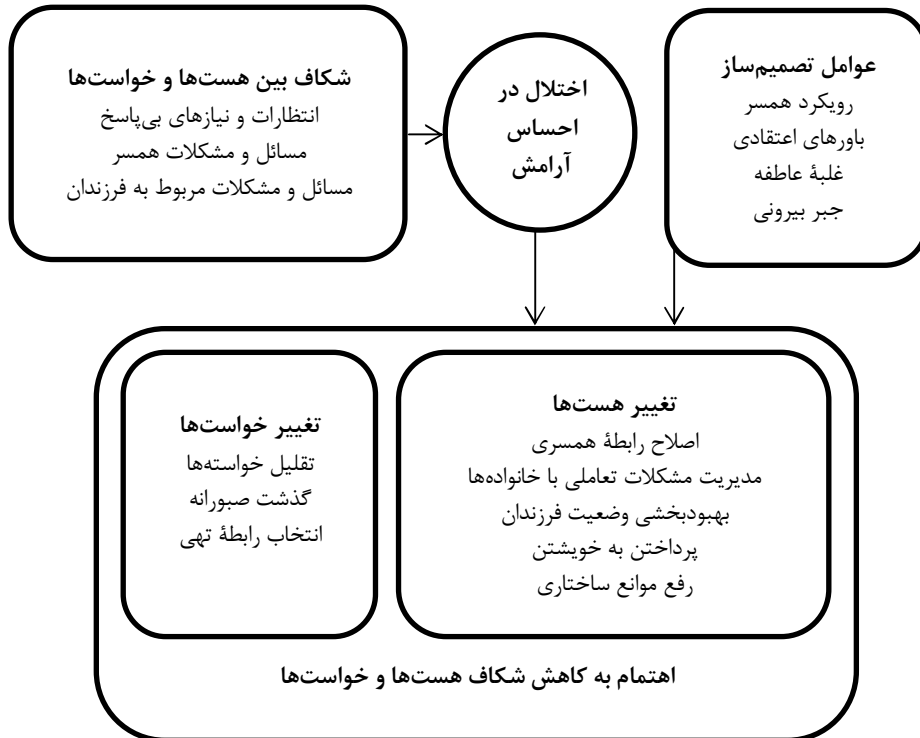 عوامل تصمیم‌ساز
رویکرد همسر
باورهای اعتقادی
غلبهٔ عاطفه
جبر بیرونی
اختلال در
احساس
آرامش
شکاف بین هست‌ها و خواست‌ها
انتظارات و نیازهای بی‌پاسخ
مسائل و مشکلات همسر
مسائل و مشکلات مربوط به فرزندان
تغییر هست‌ها
اصلاح رابطهٔ همسری
مدیریت مشکلات تعاملی با خانواده‌ها
بهبودبخشی وضعیت فرزندان
پرداختن به خویشتن
رفع موانع ساختاری
تغییر خواست‌ها
تقلیل خواسته‌ها
گذشت صبورانه
انتخاب رابطهٔ تهی
اهتمام به کاهش شکاف هست‌ها و خواست‌ها